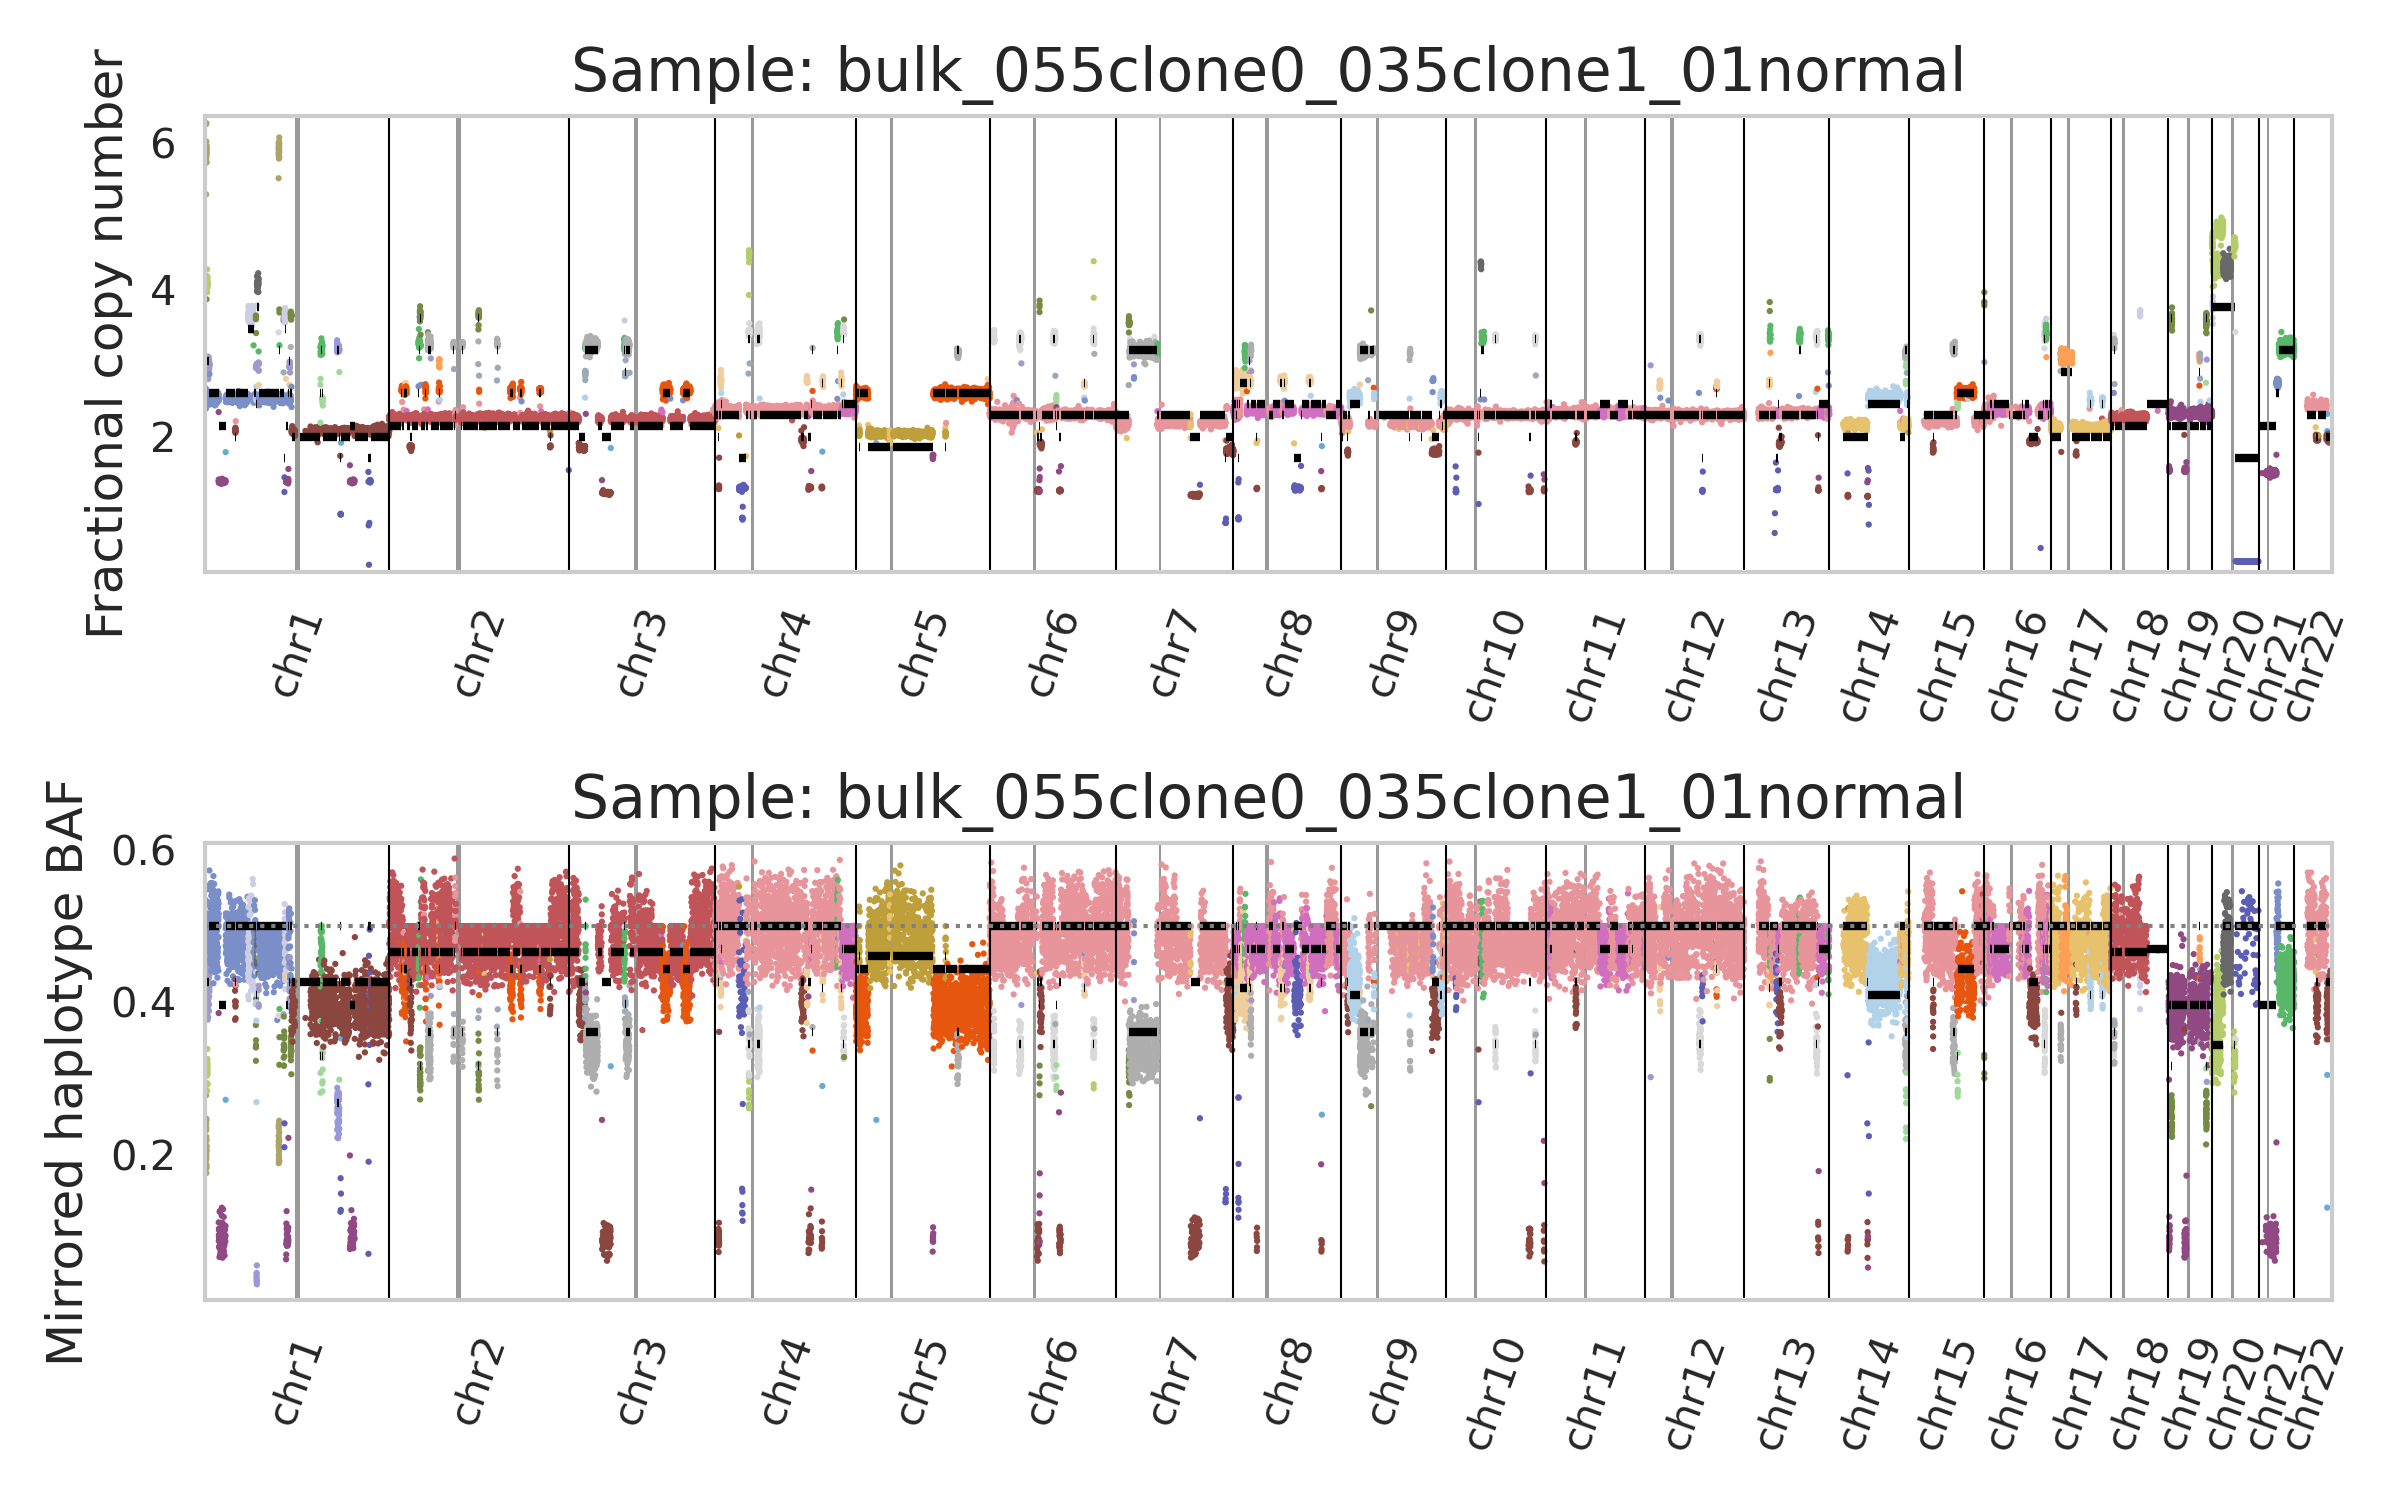 Sample: bulk_055clone0_035clone1_01normal
Fractional copy number
6
4
2
chr1
chr2
chr3
chr4
chr5
chr6
chr7
chr8
chr9
chr10
chr11
chr12
chr13
chr14
chr15
chr16
chr17
chr18
chr19
chr20
chr21
chr22
Sample: bulk_055clone0_035clone1_01normal
Mirrored haplotype BAF
0.6
0.4
0.2
chr1
chr2
chr3
chr4
chr5
chr6
chr7
chr8
chr9
chr10
chr11
chr12
chr13
chr14
chr15
chr16
chr17
chr18
chr19
chr20
chr21
chr22